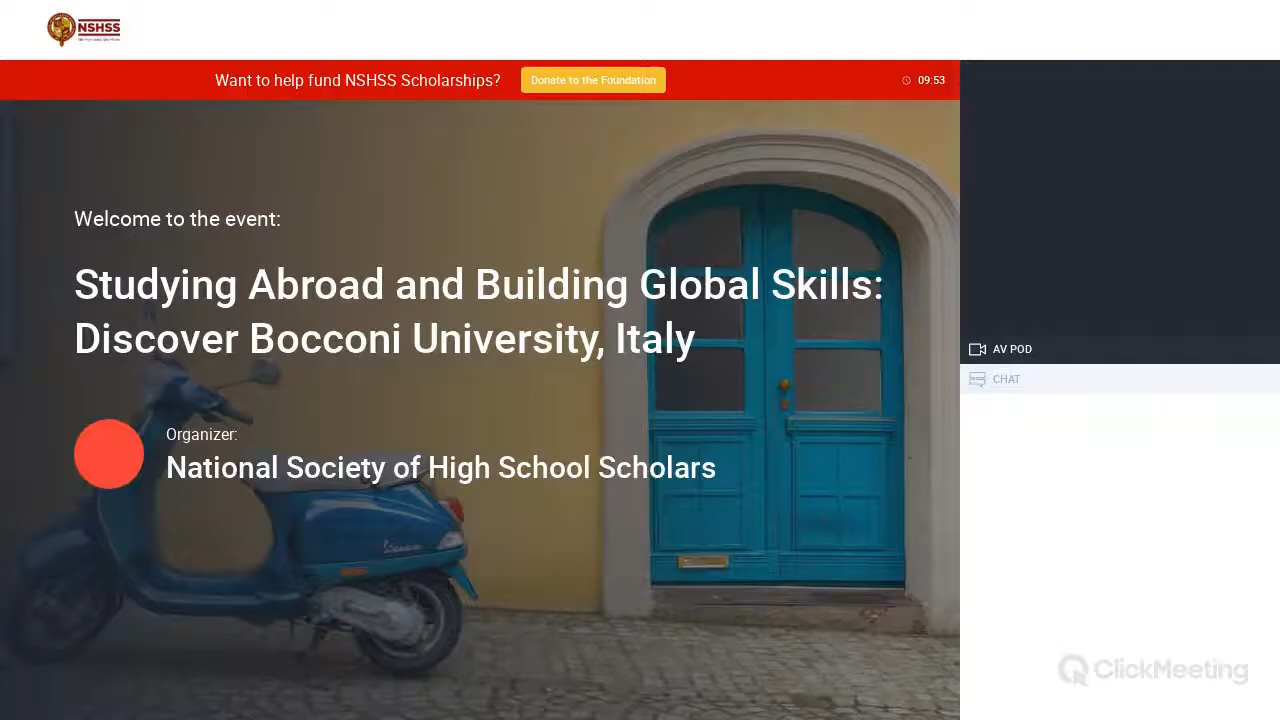 NSHSS
Want to help fund NSHSS Scholarships?
Donate to the Foundation
09:53
Welcome to the event:
Studying Abroad and Building Global Skills:
Discover Bocconi University, Italy
Organizer:
National Society of High School Scholars
AV POD
CHAT
ClickMeeting